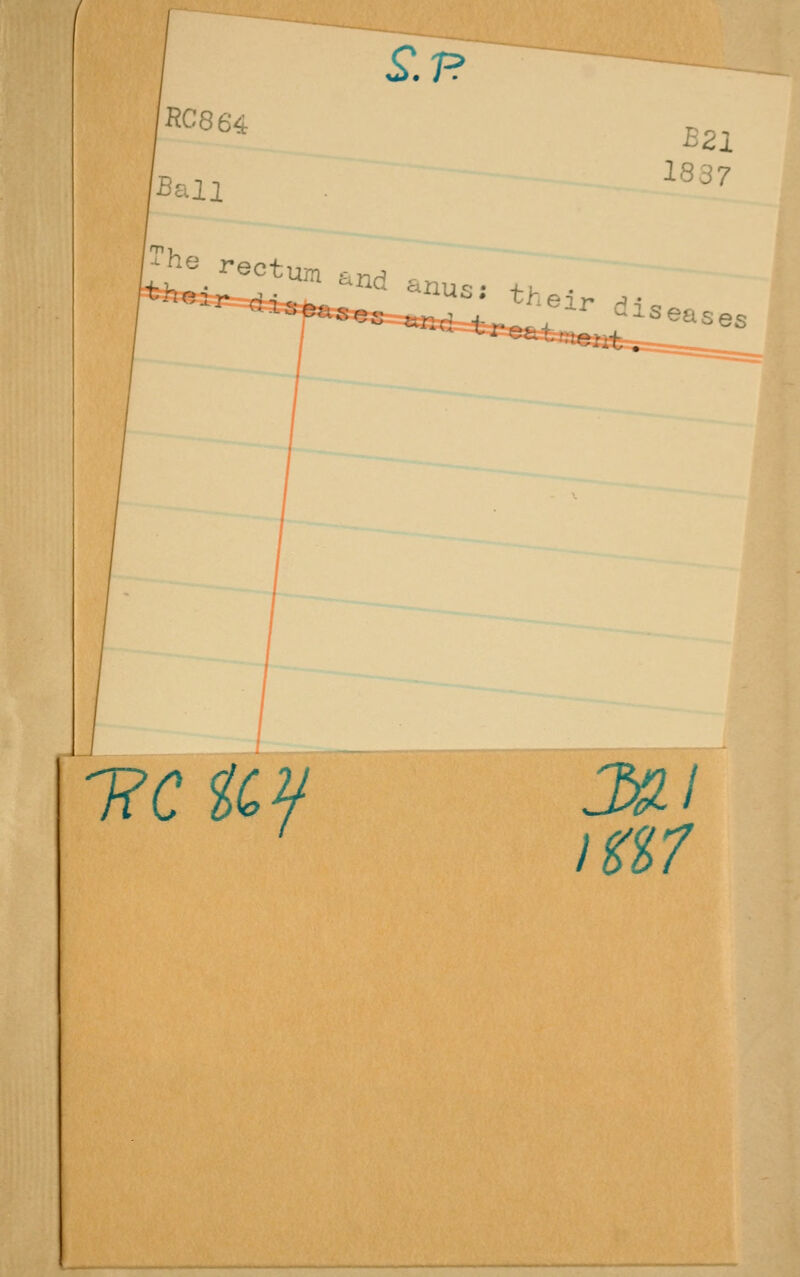 S.P.
RC864
B21
1887
Ball
The rectum and anus: their diseases
their diseases and treatment.
RC 864
B21
1887